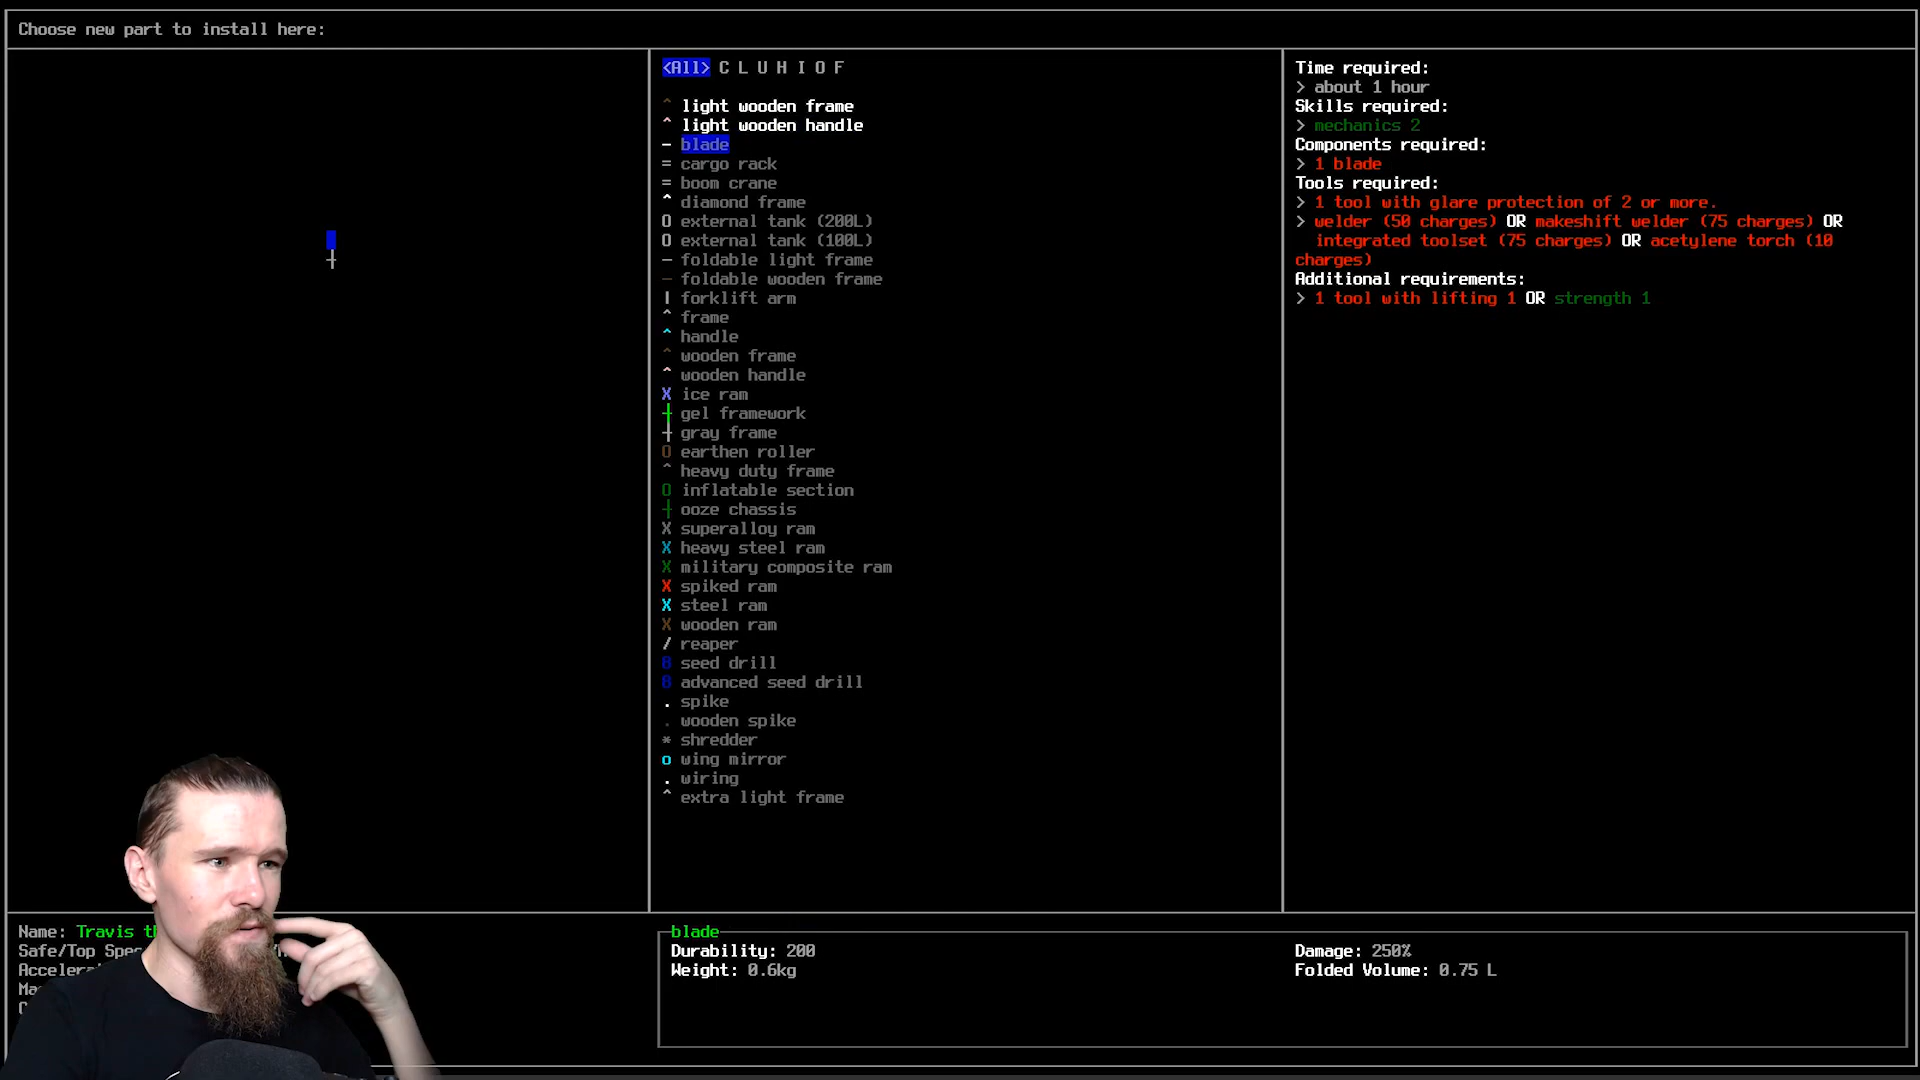 Choose new part to install here:
<All> C L U H I O F
^ light wooden frame
^ light wooden handle
- blade
= cargo rack
= boom crane
^ diamond frame
O external tank (200L)
O external tank (100L)
- foldable light frame
- foldable wooden frame
| forklift arm
^ frame
^ handle
^ wooden frame
^ wooden handle
X ice ram
┼ gel framework
┼ gray frame
O earthen roller
^ heavy duty frame
O inflatable section
┼ ooze chassis
X superalloy ram
X heavy steel ram
X military composite ram
X spiked ram
X steel ram
X wooden ram
/ reaper
8 seed drill
8 advanced seed drill
. spike
. wooden spike
* shredder
o wing mirror
. wiring
^ extra light frame
Time required:
> about 1 hour
Skills required:
> mechanics 2
Components required:
> 1 blade
Tools required:
> 1 tool with glare protection of 2 or more.
> welder (50 charges) OR makeshift welder (75 charges) OR
integrated toolset (75 charges) OR acetylene torch (10
charges)
Additional requirements:
> 1 tool with lifting 1 OR strength 1
Name: Travis
Safe/Top
blade
Durability: 200
Weight: 0.6kg
Damage: 250%
Folded Volume: 0.75 L